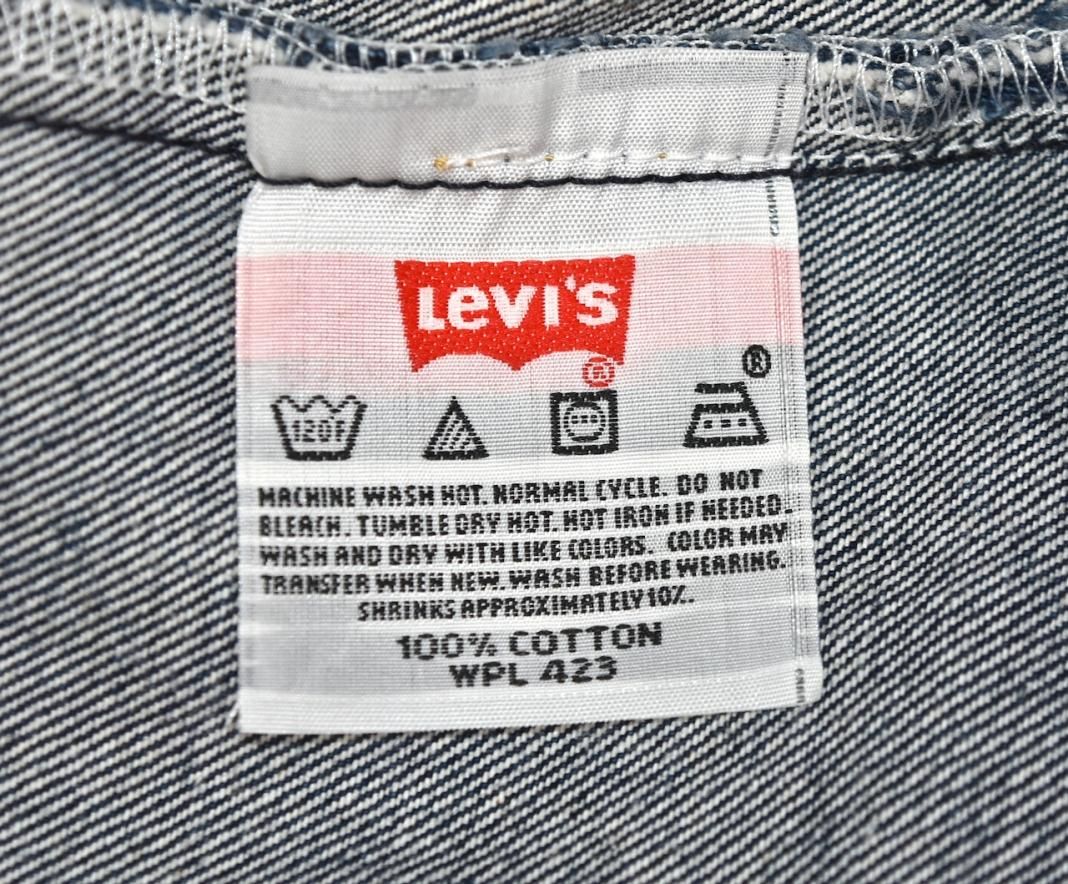 LEVI'S
®
®
120F
MACHINE WASH HOT. NORMAL CYCLE. DO NOT
BLEACH. TUMBLE DRY HOT. HOT IRON IF NEEDED.
WASH AND DRY WITH LIKE COLORS. COLOR MAY
TRANSFER WHEN NEW. WASH BEFORE WEARING.
SHRINKS APPROXIMATELY 10%.
100% COTTON
WPL 423